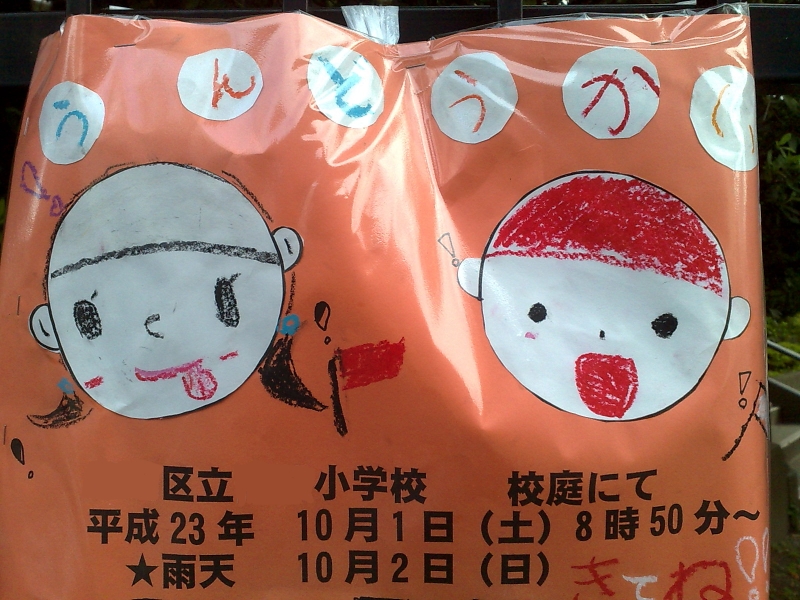 うんどうかい
区立 小学校 校庭にて
平成23年 10月1日(土)8時50分~
★雨天 10月2日(日)
きてね!!